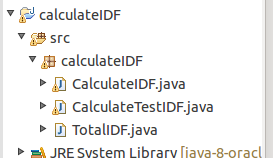 calculateIDF
src
calculateIDF
CalculateIDF.java
CalculateTestIDF.java
TotalIDF.java
JRE System Library [java-8-oracl